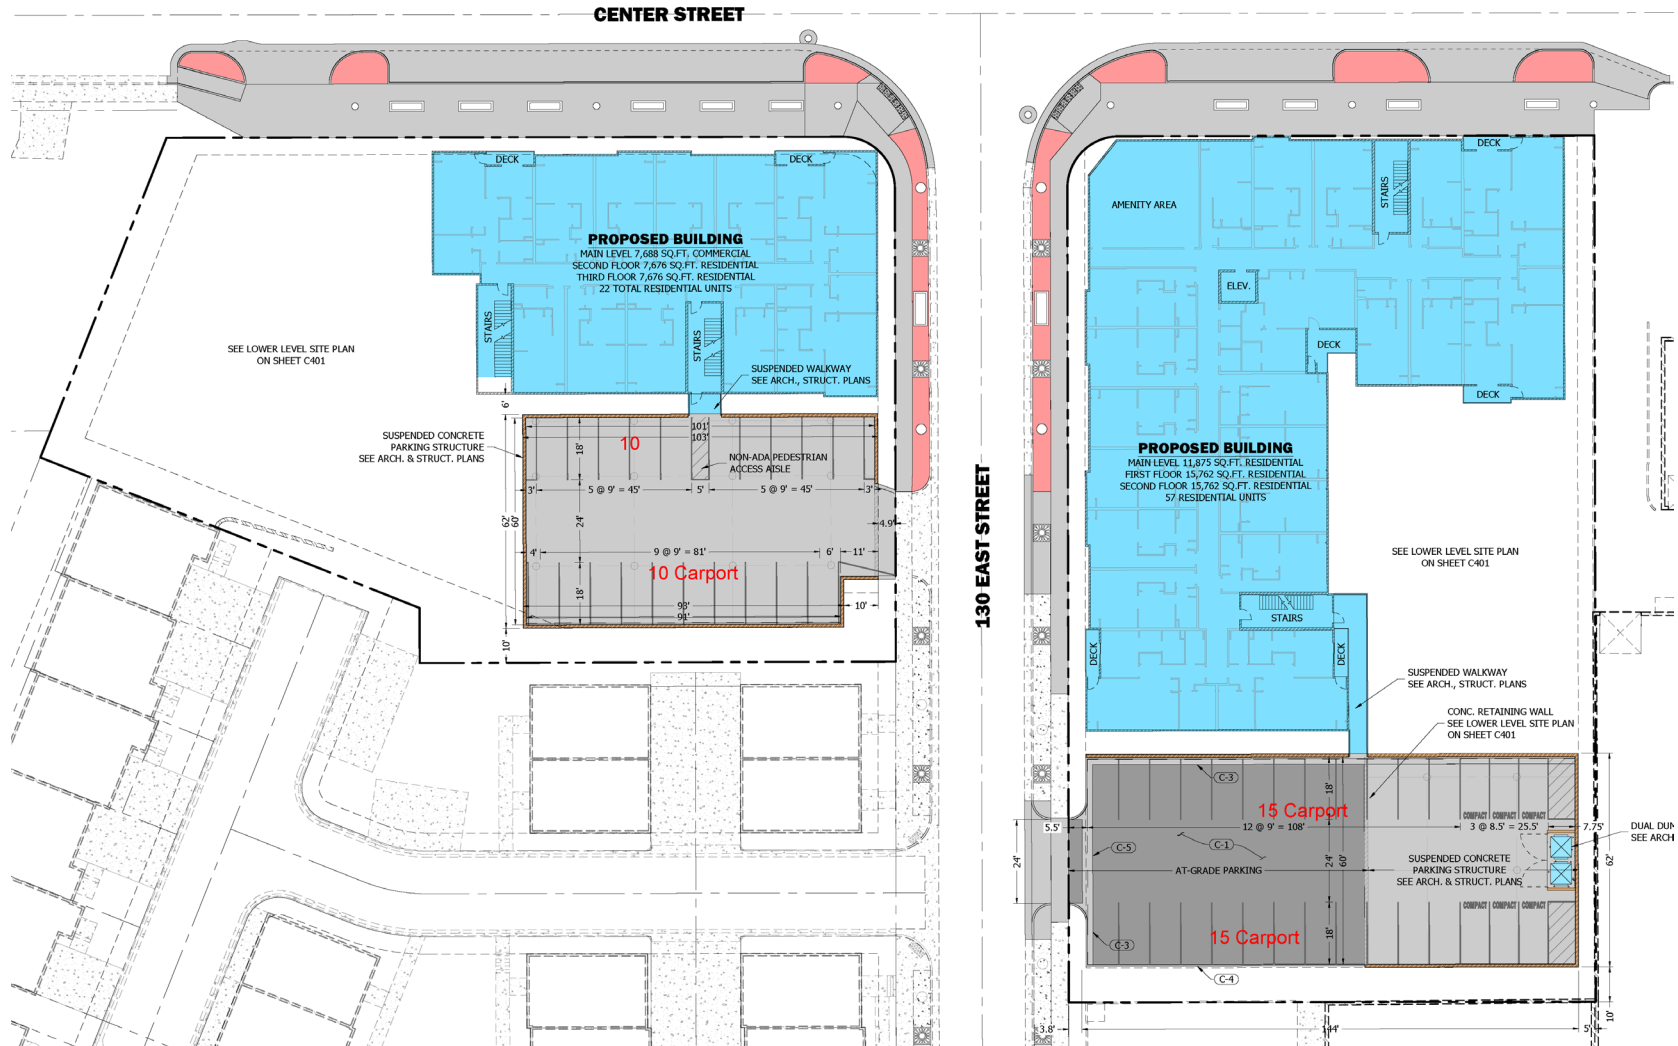 CENTER STREET
130 EAST STREET
DECK
DECK
PROPOSED BUILDING
MAIN LEVEL 7,688 SQ.FT. COMMERCIAL
SECOND FLOOR 7,676 SQ.FT. RESIDENTIAL
THIRD FLOOR 7,676 SQ.FT. RESIDENTIAL
22 TOTAL RESIDENTIAL UNITS
STAIRS
STAIRS
SEE LOWER LEVEL SITE PLAN
ON SHEET C401
SUSPENDED WALKWAY
SEE ARCH., STRUCT. PLANS
6'
SUSPENDED CONCRETE
PARKING STRUCTURE
SEE ARCH. & STRUCT. PLANS
101'
103'
10
18'
NON-ADA PEDESTRIAN
ACCESS AISLE
3'
5 @ 9' = 45'
5'
5 @ 9' = 45'
3'
62'
60'
24'
4.9'
4'
9 @ 9' = 81'
6'
11'
10 Carport
18'
93'
91'
10'
10'
DECK
AMENITY AREA
STAIRS
ELEV.
DECK
DECK
PROPOSED BUILDING
MAIN LEVEL 11,875 SQ.FT. RESIDENTIAL
FIRST FLOOR 15,762 SQ.FT. RESIDENTIAL
SECOND FLOOR 15,762 SQ.FT. RESIDENTIAL
57 RESIDENTIAL UNITS
SEE LOWER LEVEL SITE PLAN
ON SHEET C401
STAIRS
DECK
DECK
SUSPENDED WALKWAY
SEE ARCH., STRUCT. PLANS
CONC. RETAINING WALL
SEE LOWER LEVEL SITE PLAN
ON SHEET C401
C-3
18'
15 Carport
COMPACT COMPACT COMPACT
5.5'
12 @ 9' = 108'
3 @ 8.5' = 25.5'
7.75'
DUAL DUM
SEE ARCH
C-5
C-1
24'
24'
60'
62'
AT-GRADE PARKING
SUSPENDED CONCRETE
PARKING STRUCTURE
SEE ARCH. & STRUCT. PLANS
COMPACT COMPACT COMPACT
15 Carport
18'
C-3
C-4
10'
3.8'
144'
5'